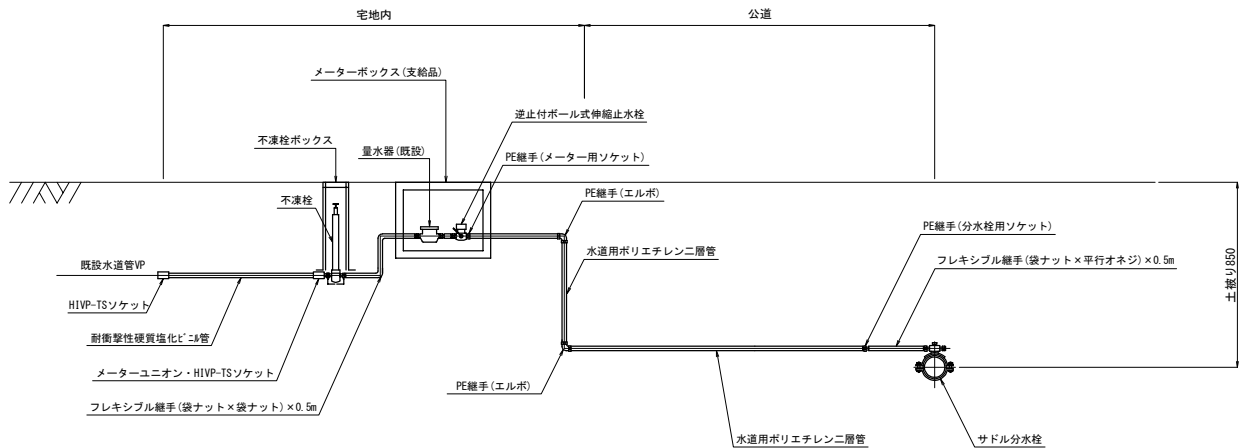 宅地内
公道
メーターボックス(支給品)
逆止付ボール式伸縮止水栓
不凍栓ボックス
量水器(既設)
PE継手(メーター用ソケット)
不凍栓
PE継手(エルボ)
PE継手(分水栓用ソケット)
水道用ポリエチレン二層管
フレキシブル継手(袋ナット×平行オネジ)×0.5m
既設水道管VP
土被り850
HIVP-TSソケット
耐衝撃性硬質塩化ビニル管
メーターユニオン・HIVP-TSソケット
PE継手(エルボ)
フレキシブル継手(袋ナット×袋ナット)×0.5m
水道用ポリエチレン二層管
サドル分水栓